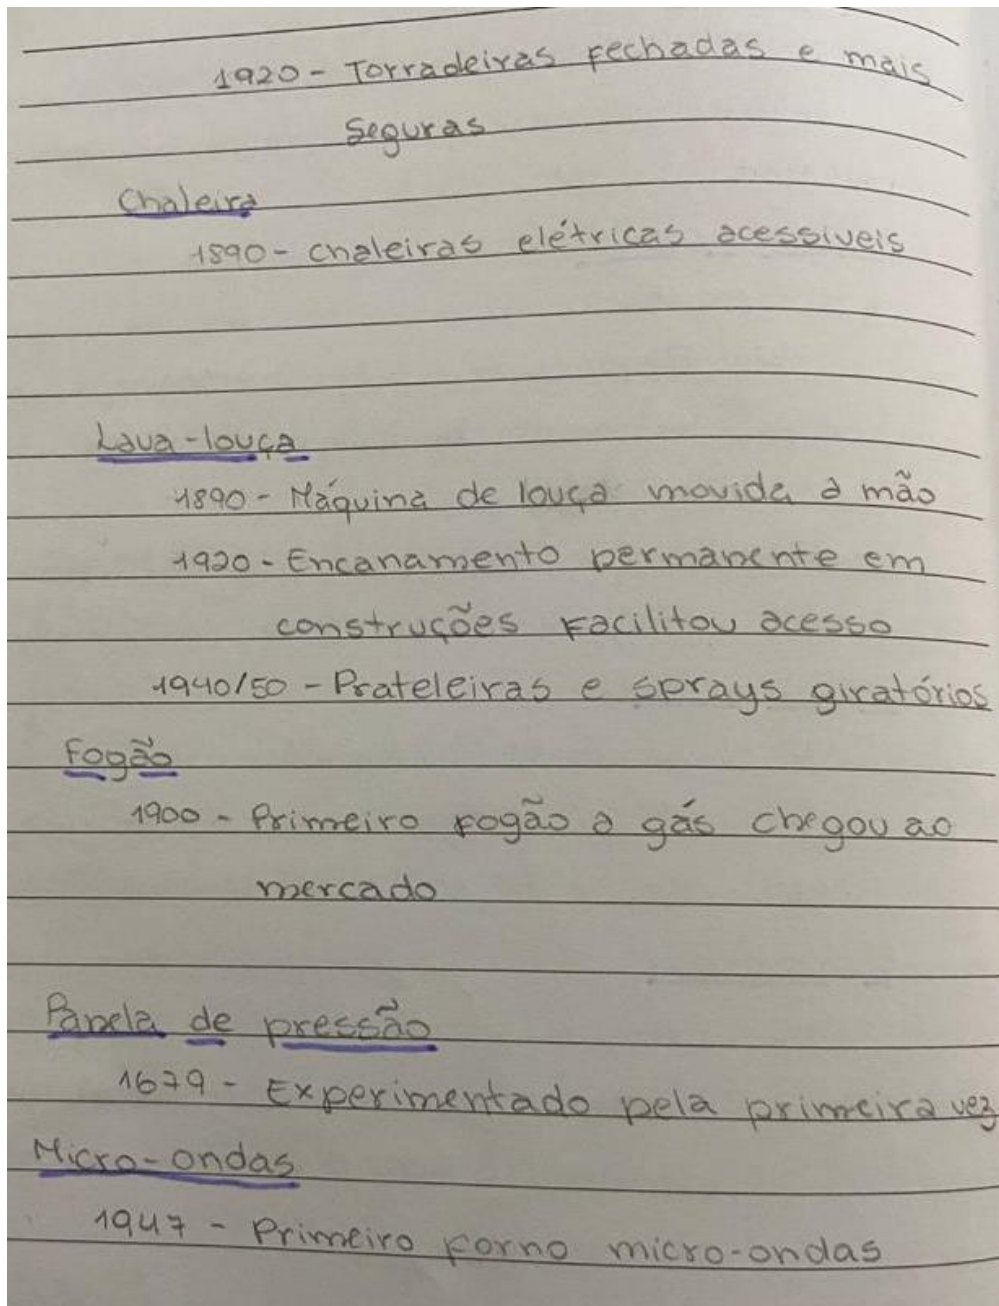 1920 - Torradeiras fechadas e mais
seguras
Chaleira
1890 - chaleiras elétricas acessiveis
Lava-louça
1890 - Máquina de louça movida a mão
1920 - Encanamento permanente em
construções facilitou acesso
1940/50 - Prateleiras e sprays giratórios
Fogão
1900 - Primeiro fogão a gás chegou ao
mercado
Panela de pressão
1679 - Experimentado pela primeira vez
Micro-ondas
1947 - Primeiro forno micro-ondas